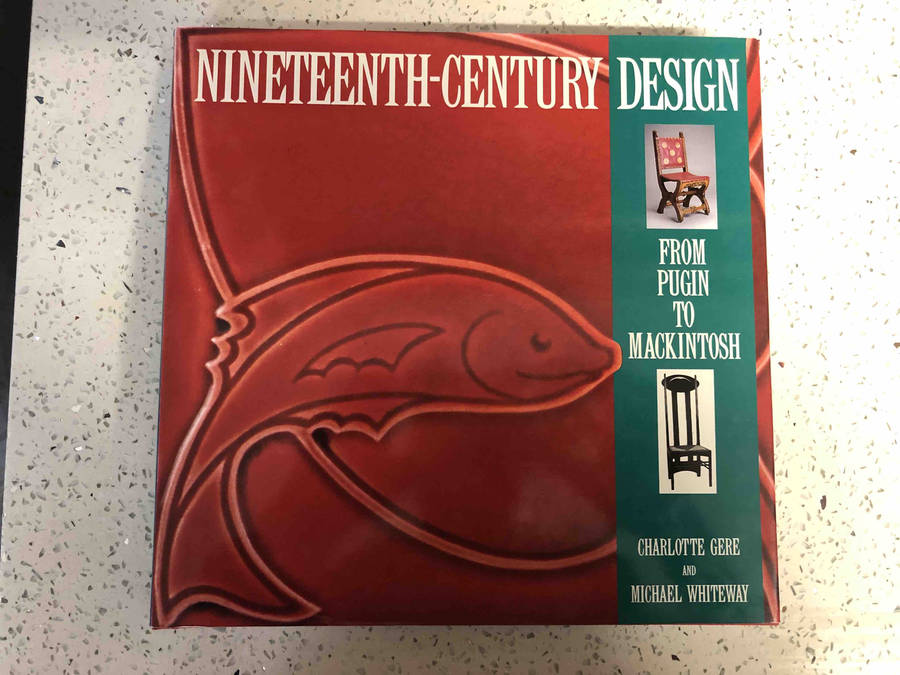 NINETEENTH-CENTURY DESIGN
FROM
PUGIN
TO
MACKINTOSH
CHARLOTTE GERE
AND
MICHAEL WHITEWAY